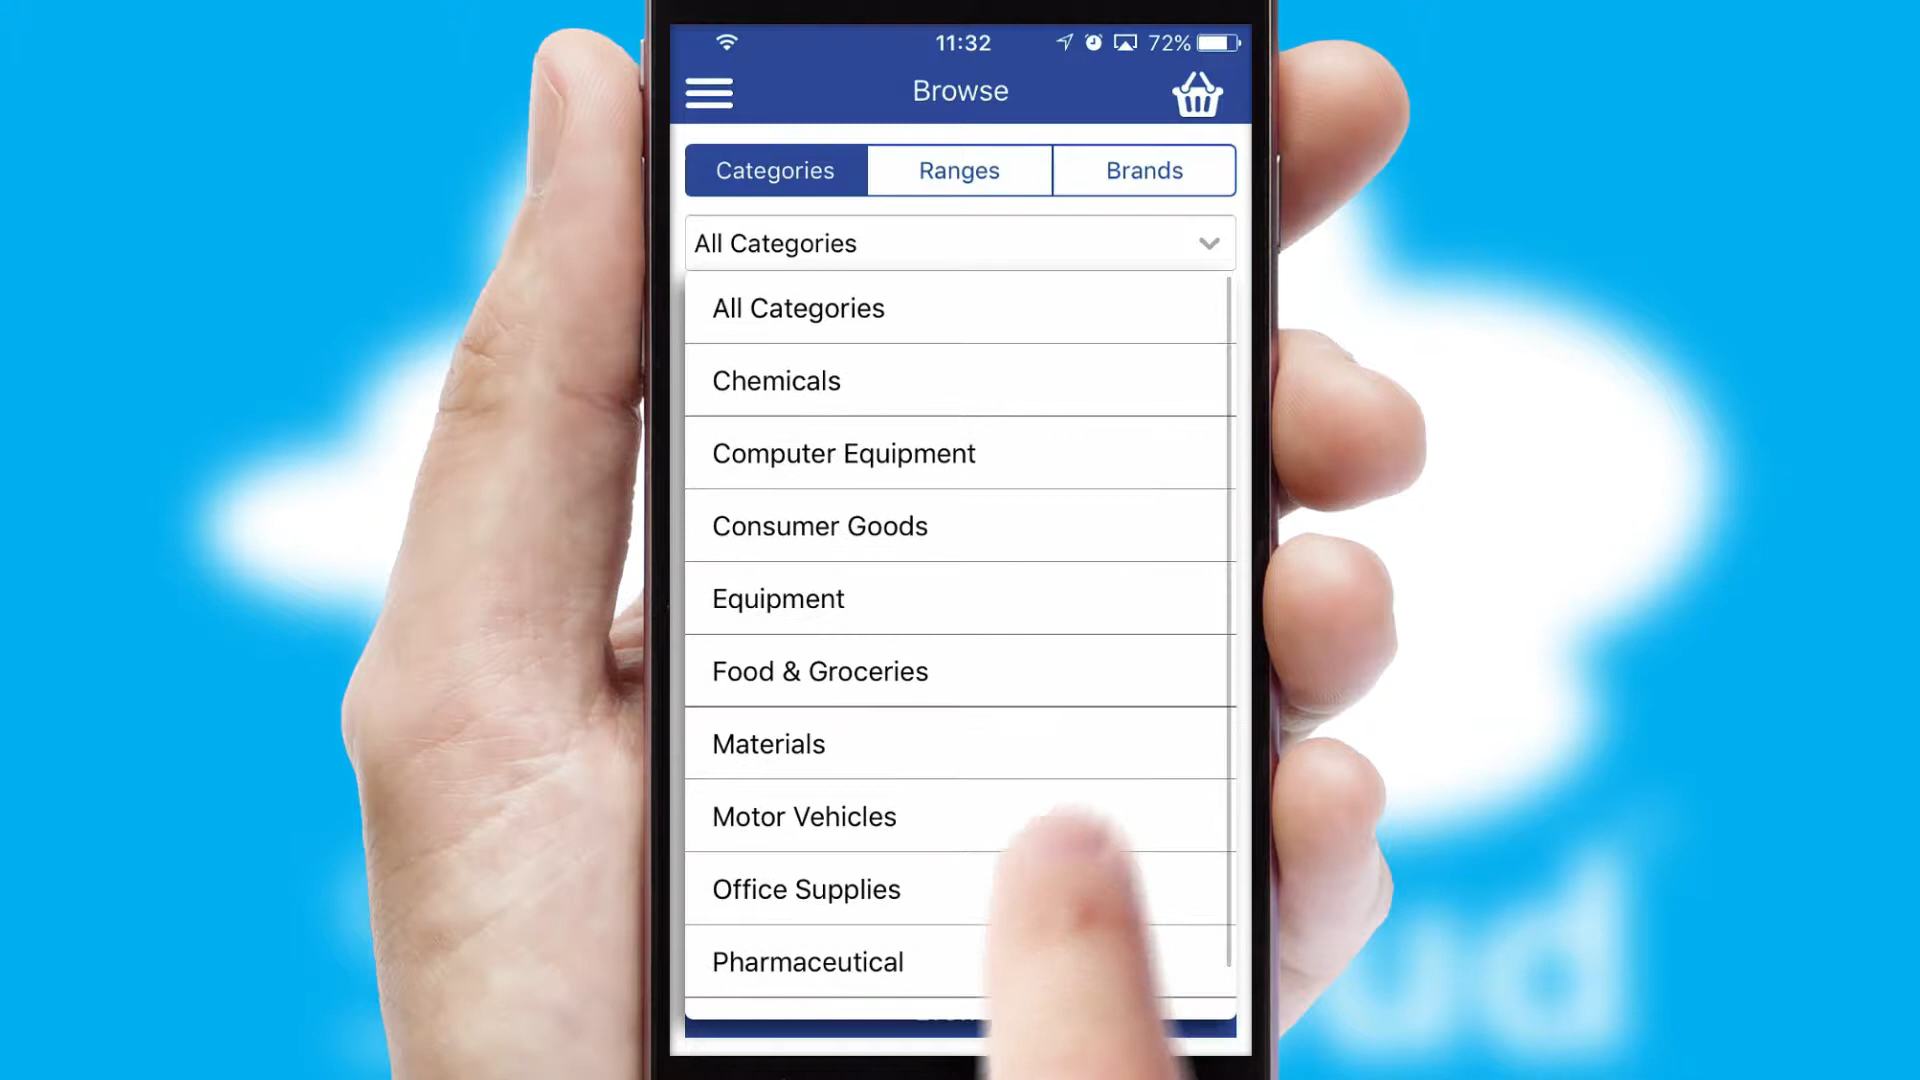 11:32
72%
Browse
Categories
Ranges
Brands
All Categories
All Categories
Chemicals
Computer Equipment
Consumer Goods
Equipment
Food & Groceries
Materials
Motor Vehicles
Office Supplies
Pharmaceutical